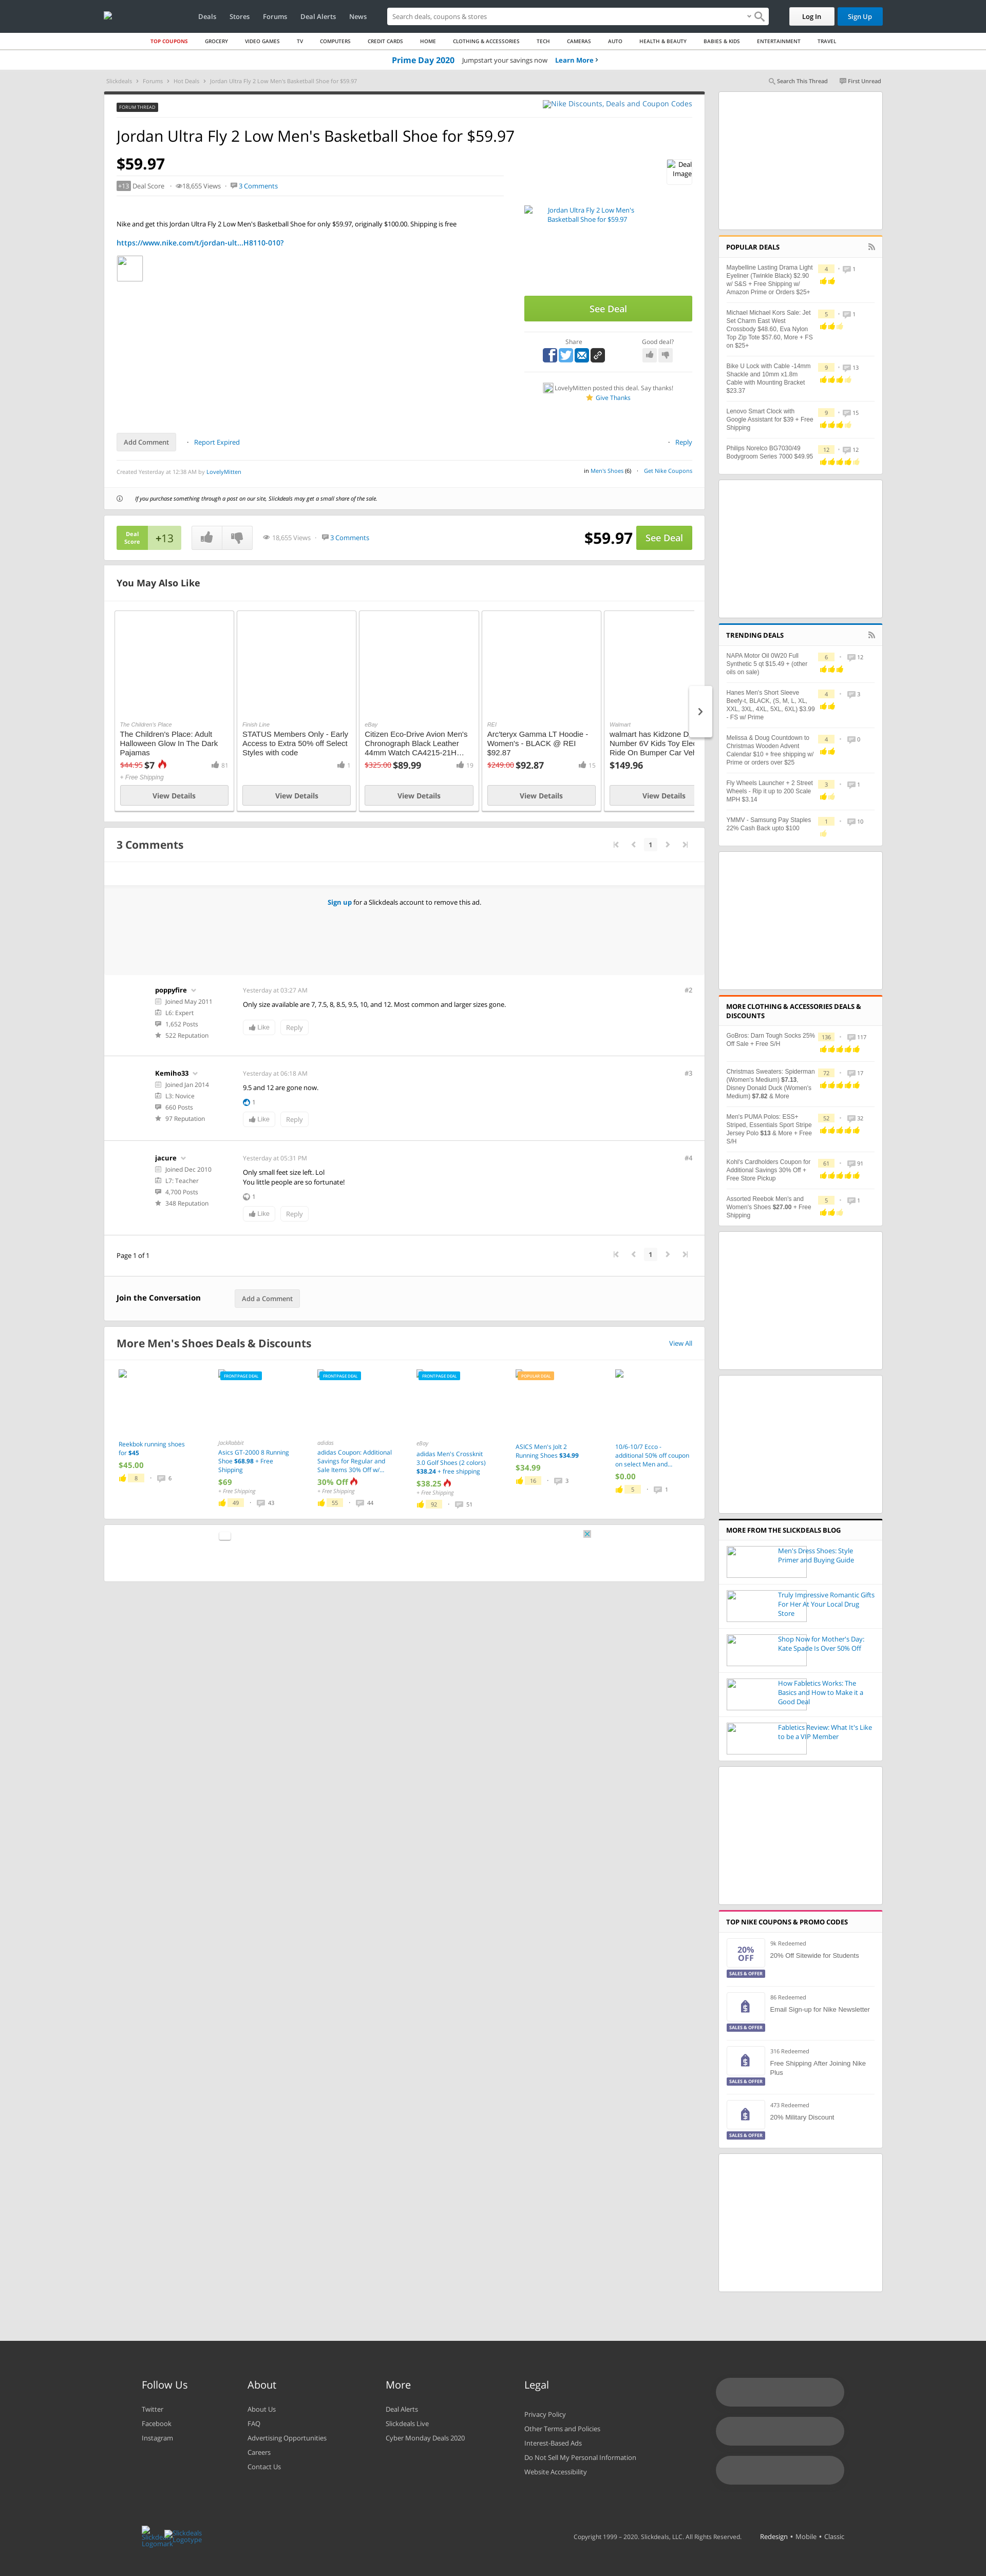 Deals Stores Forums Deal Alerts News
Search deals, coupons & stores
Log In Sign Up
TOP COUPONS GROCERY VIDEO GAMES TV COMPUTERS CREDIT CARDS HOME CLOTHING & ACCESSORIES TECH CAMERAS AUTO HEALTH & BEAUTY BABIES & KIDS ENTERTAINMENT TRAVEL
Prime Day 2020 Jumpstart your savings now Learn More ›
Slickdeals › Forums › Hot Deals › Jordan Ultra Fly 2 Low Men's Basketball Shoe for $59.97
Search This Thread First Unread
FORUM THREAD
Nike Discounts, Deals and Coupon Codes
Jordan Ultra Fly 2 Low Men's Basketball Shoe for $59.97
$59.97
Deal
Image
+13 Deal Score 18,655 Views 3 Comments
Nike and get this Jordan Ultra Fly 2 Low Men's Basketball Shoe for only $59.97, originally $100.00. Shipping is free
https://www.nike.com/t/jordan-ult...H8110-010?
Jordan Ultra Fly 2 Low Men's
Basketball Shoe for $59.97
See Deal
Share
Good deal?
LovelyMitten posted this deal. Say thanks!
Give Thanks
Add Comment
Report Expired
Reply
Created Yesterday at 12:38 AM by LovelyMitten
in Men's Shoes (6) Get Nike Coupons
If you purchase something through a post on our site, Slickdeals may get a small share of the sale.
Deal
Score
+13
18,655 Views 3 Comments
$59.97 See Deal
You May Also Like
The Children's Place
The Children's Place: Adult
Halloween Glow In The Dark
Pajamas
$44.95 $7 81
+ Free Shipping
View Details
Finish Line
STATUS Members Only - Early
Access to Extra 50% off Select
Styles with code
1
View Details
eBay
Citizen Eco-Drive Avion Men's
Chronograph Black Leather
44mm Watch CA4215-21H…
$325.00 $89.99 19
View Details
REI
Arc'teryx Gamma LT Hoodie -
Women's - BLACK @ REI
$92.87
$249.00 $92.87 15
View Details
Walmart
walmart has Kidzone D
Number 6V Kids Toy Elec
Ride On Bumper Car Veh
$149.96
View Details
3 Comments
1
Sign up for a Slickdeals account to remove this ad.
poppyfire
Joined May 2011
L6: Expert
1,652 Posts
522 Reputation
Yesterday at 03:27 AM
#2
Only size available are 7, 7.5, 8, 8.5, 9.5, 10, and 12. Most common and larger sizes gone.
Like Reply
Kemiho33
Joined Jan 2014
L3: Novice
660 Posts
97 Reputation
Yesterday at 06:18 AM
#3
9.5 and 12 are gone now.
1
Like Reply
jacure
Joined Dec 2010
L7: Teacher
4,700 Posts
348 Reputation
Yesterday at 05:31 PM
#4
Only small feet size left. Lol
You little people are so fortunate!
1
Like Reply
Page 1 of 1
1
Join the Conversation
Add a Comment
More Men's Shoes Deals & Discounts
View All
Reekbok running shoes
for $45
$45.00
8 6
FRONTPAGE DEAL
JackRabbit
Asics GT-2000 8 Running
Shoe $68.98 + Free
Shipping
$69
+ Free Shipping
49 43
FRONTPAGE DEAL
adidas
adidas Coupon: Additional
Savings for Regular and
Sale Items 30% Off w/...
30% Off
+ Free Shipping
55 44
FRONTPAGE DEAL
eBay
adidas Men's Crossknit
3.0 Golf Shoes (2 colors)
$38.24 + free shipping
$38.25
+ Free Shipping
92 51
POPULAR DEAL
ASICS Men's Jolt 2
Running Shoes $34.99
$34.99
16 3
10/6-10/7 Ecco -
additional 50% off coupon
on select Men and...
$0.00
5 1
POPULAR DEALS
Maybelline Lasting Drama Light
Eyeliner (Twinkle Black) $2.90
w/ S&S + Free Shipping w/
Amazon Prime or Orders $25+
4 1
Michael Michael Kors Sale: Jet
Set Charm East West
Crossbody $48.60, Eva Nylon
Top Zip Tote $57.60, More + FS
on $25+
5 1
Bike U Lock with Cable -14mm
Shackle and 10mm x1.8m
Cable with Mounting Bracket
$23.37
9 13
Lenovo Smart Clock with
Google Assistant for $39 + Free
Shipping
9 15
Philips Norelco BG7030/49
Bodygroom Series 7000 $49.95
12 12
TRENDING DEALS
NAPA Motor Oil 0W20 Full
Synthetic 5 qt $15.49 + (other
oils on sale)
6 12
Hanes Men's Short Sleeve
Beefy-t, BLACK, (S, M, L, XL,
XXL, 3XL, 4XL, 5XL, 6XL) $3.99
- FS w/ Prime
4 3
Melissa & Doug Countdown to
Christmas Wooden Advent
Calendar $10 + free shipping w/
Prime or orders over $25
4 0
Fly Wheels Launcher + 2 Street
Wheels - Rip it up to 200 Scale
MPH $3.14
3 1
YMMV - Samsung Pay Staples
22% Cash Back upto $100
1 10
MORE CLOTHING & ACCESSORIES DEALS &
DISCOUNTS
GoBros: Darn Tough Socks 25%
Off Sale + Free S/H
136 117
Christmas Sweaters: Spiderman
(Women's Medium) $7.13,
Disney Donald Duck (Women's
Medium) $7.82 & More
72 17
Men's PUMA Polos: ESS+
Striped, Essentials Sport Stripe
Jersey Polo $13 & More + Free
S/H
52 32
Kohl's Cardholders Coupon for
Additional Savings 30% Off +
Free Store Pickup
61 91
Assorted Reebok Men's and
Women's Shoes $27.00 + Free
Shipping
5 1
MORE FROM THE SLICKDEALS BLOG
Men's Dress Shoes: Style
Primer and Buying Guide
Truly Impressive Romantic Gifts
For Her At Your Local Drug
Store
Shop Now for Mother's Day:
Kate Spade Is Over 50% Off
How Fabletics Works: The
Basics and How to Make it a
Good Deal
Fabletics Review: What It's Like
to be a VIP Member
TOP NIKE COUPONS & PROMO CODES
20%
OFF
SALES & OFFER
9k Redeemed
20% Off Sitewide for Students
SALES & OFFER
86 Redeemed
Email Sign-up for Nike Newsletter
SALES & OFFER
316 Redeemed
Free Shipping After Joining Nike
Plus
SALES & OFFER
473 Redeemed
20% Military Discount
Follow Us
Twitter
Facebook
Instagram
About
About Us
FAQ
Advertising Opportunities
Careers
Contact Us
More
Deal Alerts
Slickdeals Live
Cyber Monday Deals 2020
Legal
Privacy Policy
Other Terms and Policies
Interest-Based Ads
Do Not Sell My Personal Information
Website Accessibility
Slickdeals
Logotype
Copyright 1999 – 2020. Slickdeals, LLC. All Rights Reserved. Redesign • Mobile • Classic